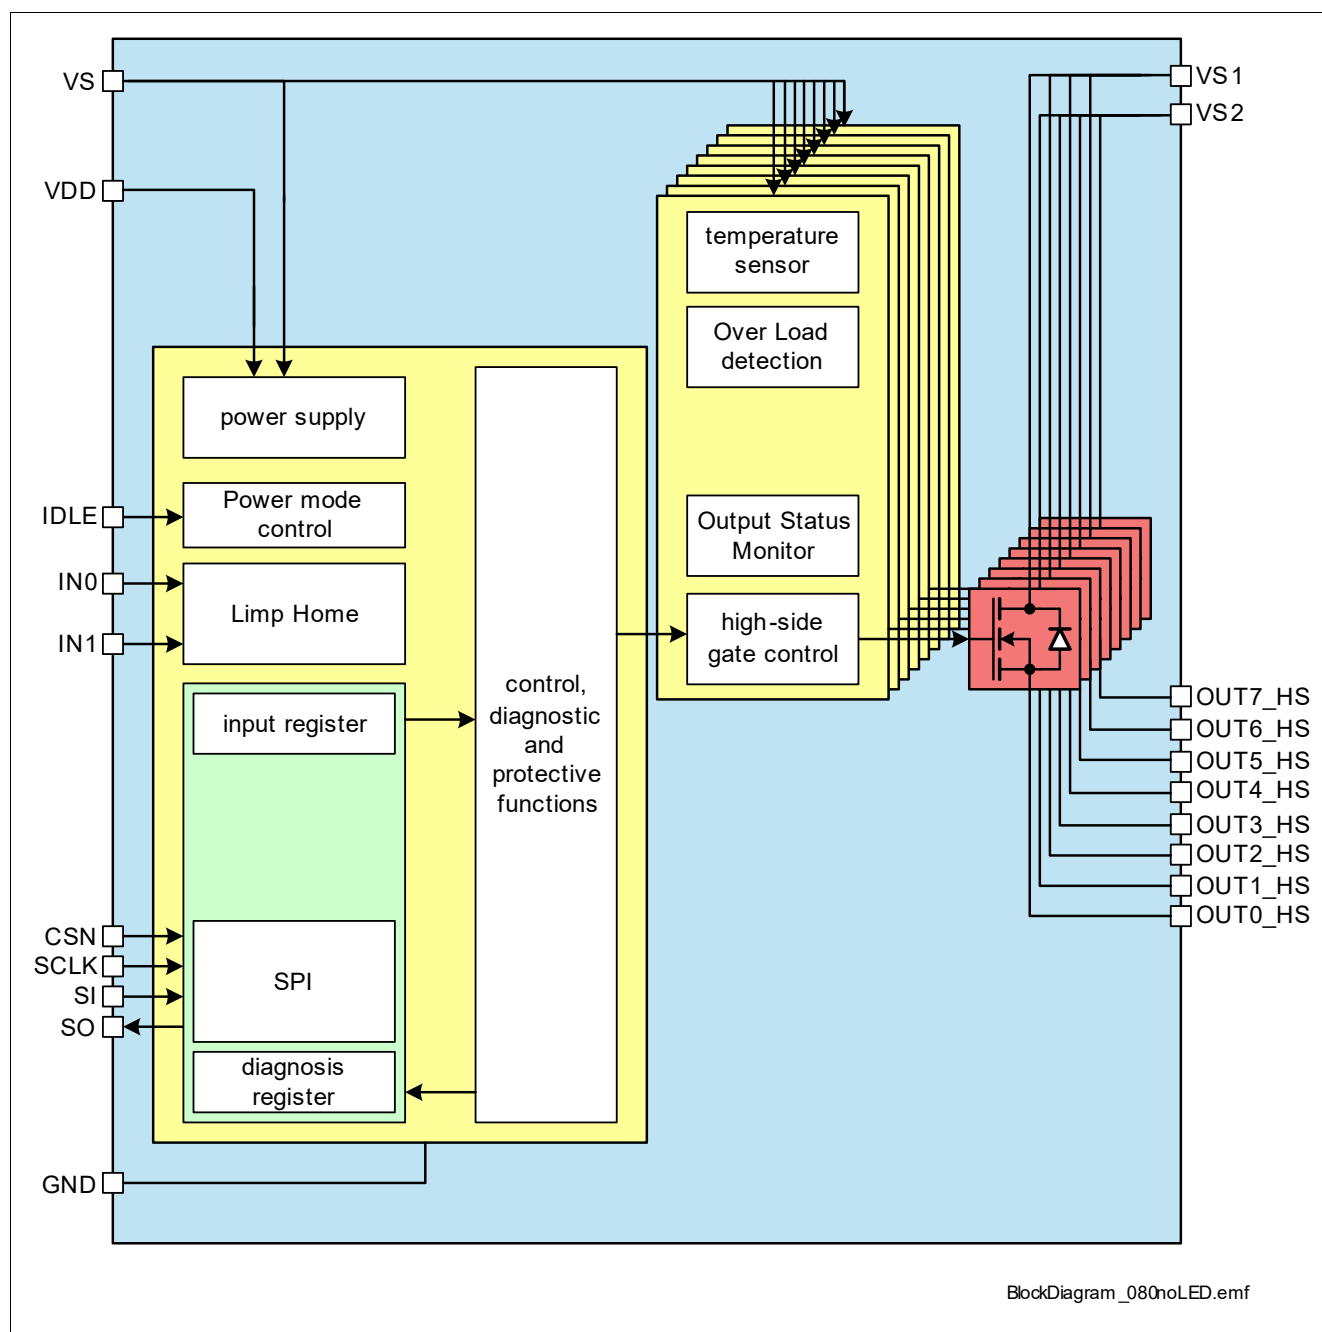 VS
VDD
IDLE
IN0
IN1
CSN
SCLK
SI
SO
GND
power supply
Power mode
control
Limp Home
input register
SPI
diagnosis
register
control,
diagnostic
and
protective
functions
temperature
sensor
Over Load
detection
Output Status
Monitor
high-side
gate control
VS1
VS2
OUT7_HS
OUT6_HS
OUT5_HS
OUT4_HS
OUT3_HS
OUT2_HS
OUT1_HS
OUT0_HS
BlockDiagram_080noLED.emf